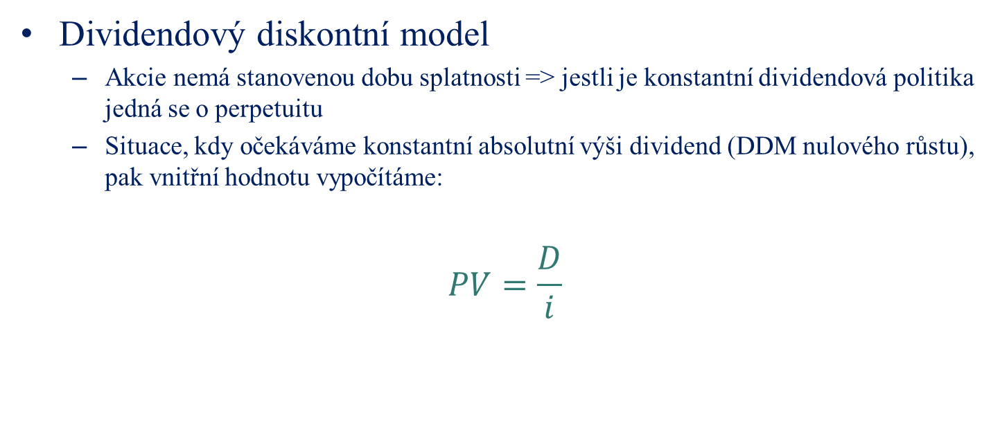 • Dividendový diskontní model
– Akcie nemá stanovenou dobu splatnosti => jestli je konstantní dividendová politika
jedná se o perpetuitu
– Situace, kdy očekáváme konstantní absolutní výši dividend (DDM nulového růstu),
pak vnitřní hodnotu vypočítáme:
PV = D/i